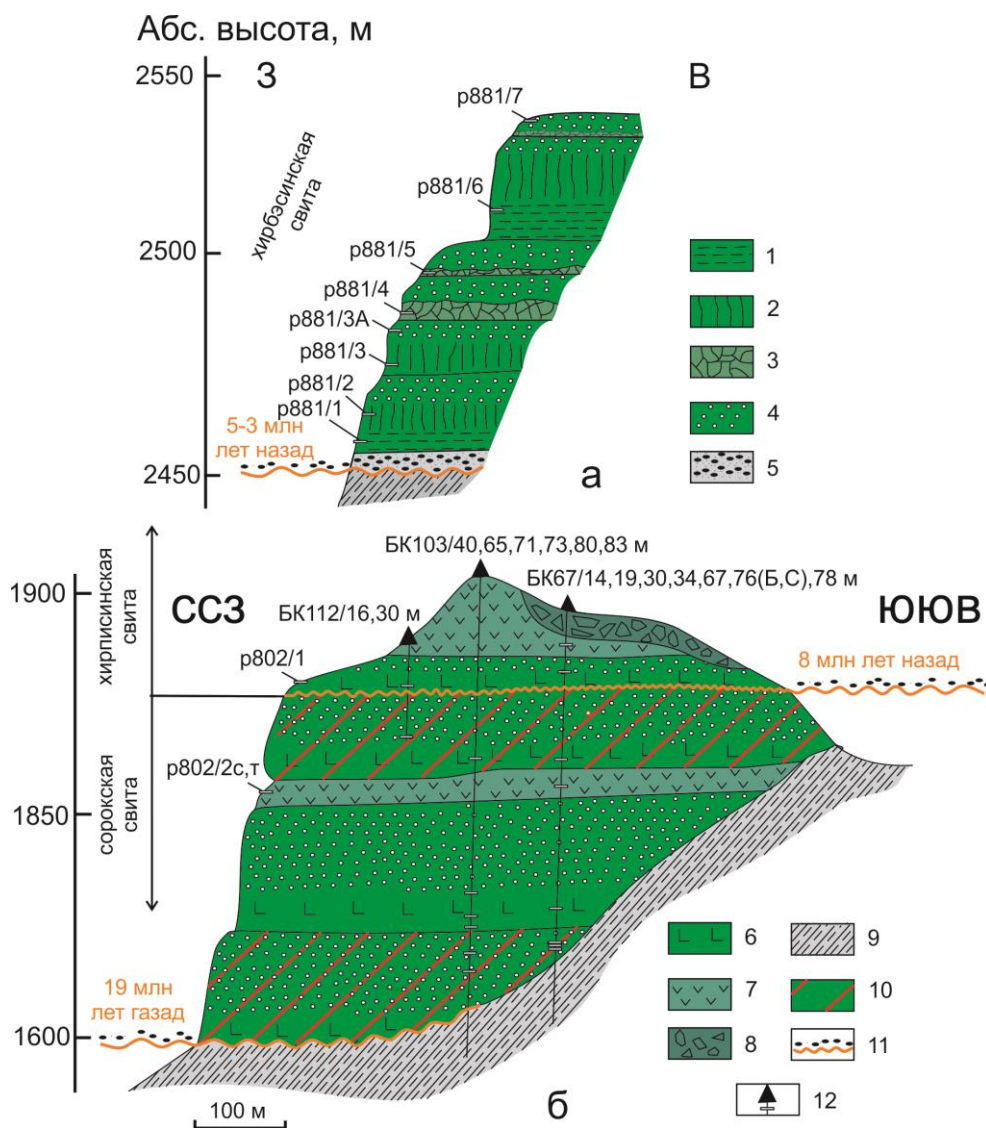 Абс. высота, м
2550
З
В
р881/7
хирбэсинская
свита
р881/6
2500
р881/5
р881/4
р881/3А
р881/3
р881/2
р881/1
5-3 млн
лет назад
2450
а
1
2
3
4
5
БК103/40,65,71,73,80,83 м
1900
БК67/14,19,30,34,67,76(Б,С),78 м
ССЗ
БК112/16,30 м
ЮЮВ
хирписинская
свита
р802/1
8 млн лет назад
р802/2с,т
1850
сорокская
свита
19 млн
лет газад
1600
6
7
8
9
10
11
12
100 м
б